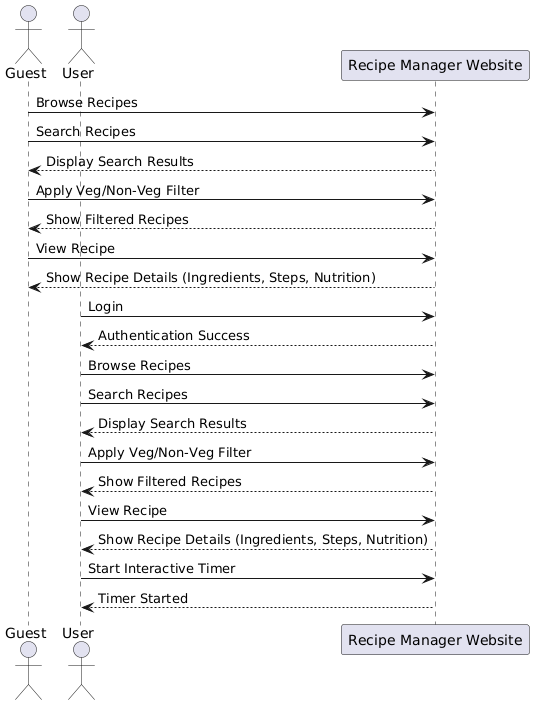 Guest
User
Recipe Manager Website
Browse Recipes
Search Recipes
Display Search Results
Apply Veg/Non-Veg Filter
Show Filtered Recipes
View Recipe
Show Recipe Details (Ingredients, Steps, Nutrition)
Login
Authentication Success
Browse Recipes
Search Recipes
Display Search Results
Apply Veg/Non-Veg Filter
Show Filtered Recipes
View Recipe
Show Recipe Details (Ingredients, Steps, Nutrition)
Start Interactive Timer
Timer Started
Guest
User
Recipe Manager Website